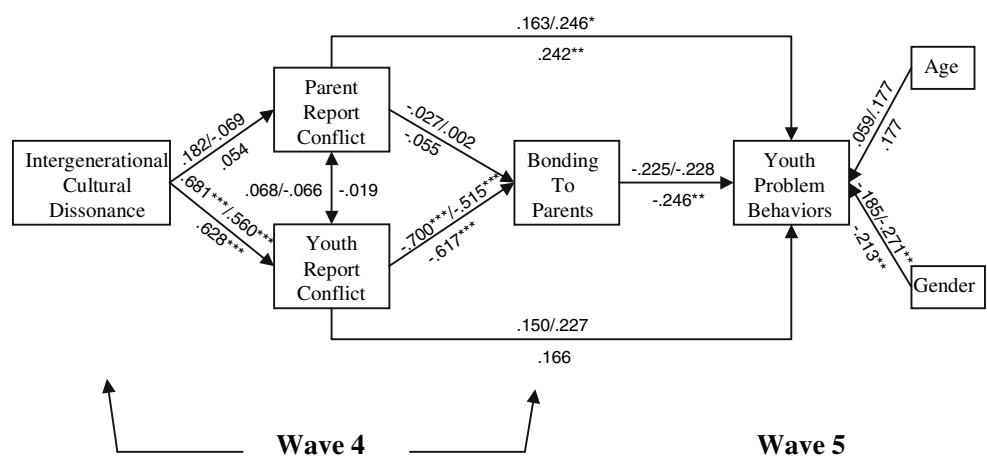 .163/.246*
.242**
Parent
Report
Conflict
Age
.182/-.069
.054
-.027/.002
-.055
.059/.177
.177
Intergenerational
Cultural
Dissonance
.068/-.066
-.019
Bonding
To
Parents
-.225/-.228
-.246**
Youth
Problem
Behaviors
.681***/.560***
.628***
-.700***/-.515***
-.617***
-.185/-.271**
-.213**
Youth
Report
Conflict
Gender
.150/.227
.166
Wave 4
Wave 5